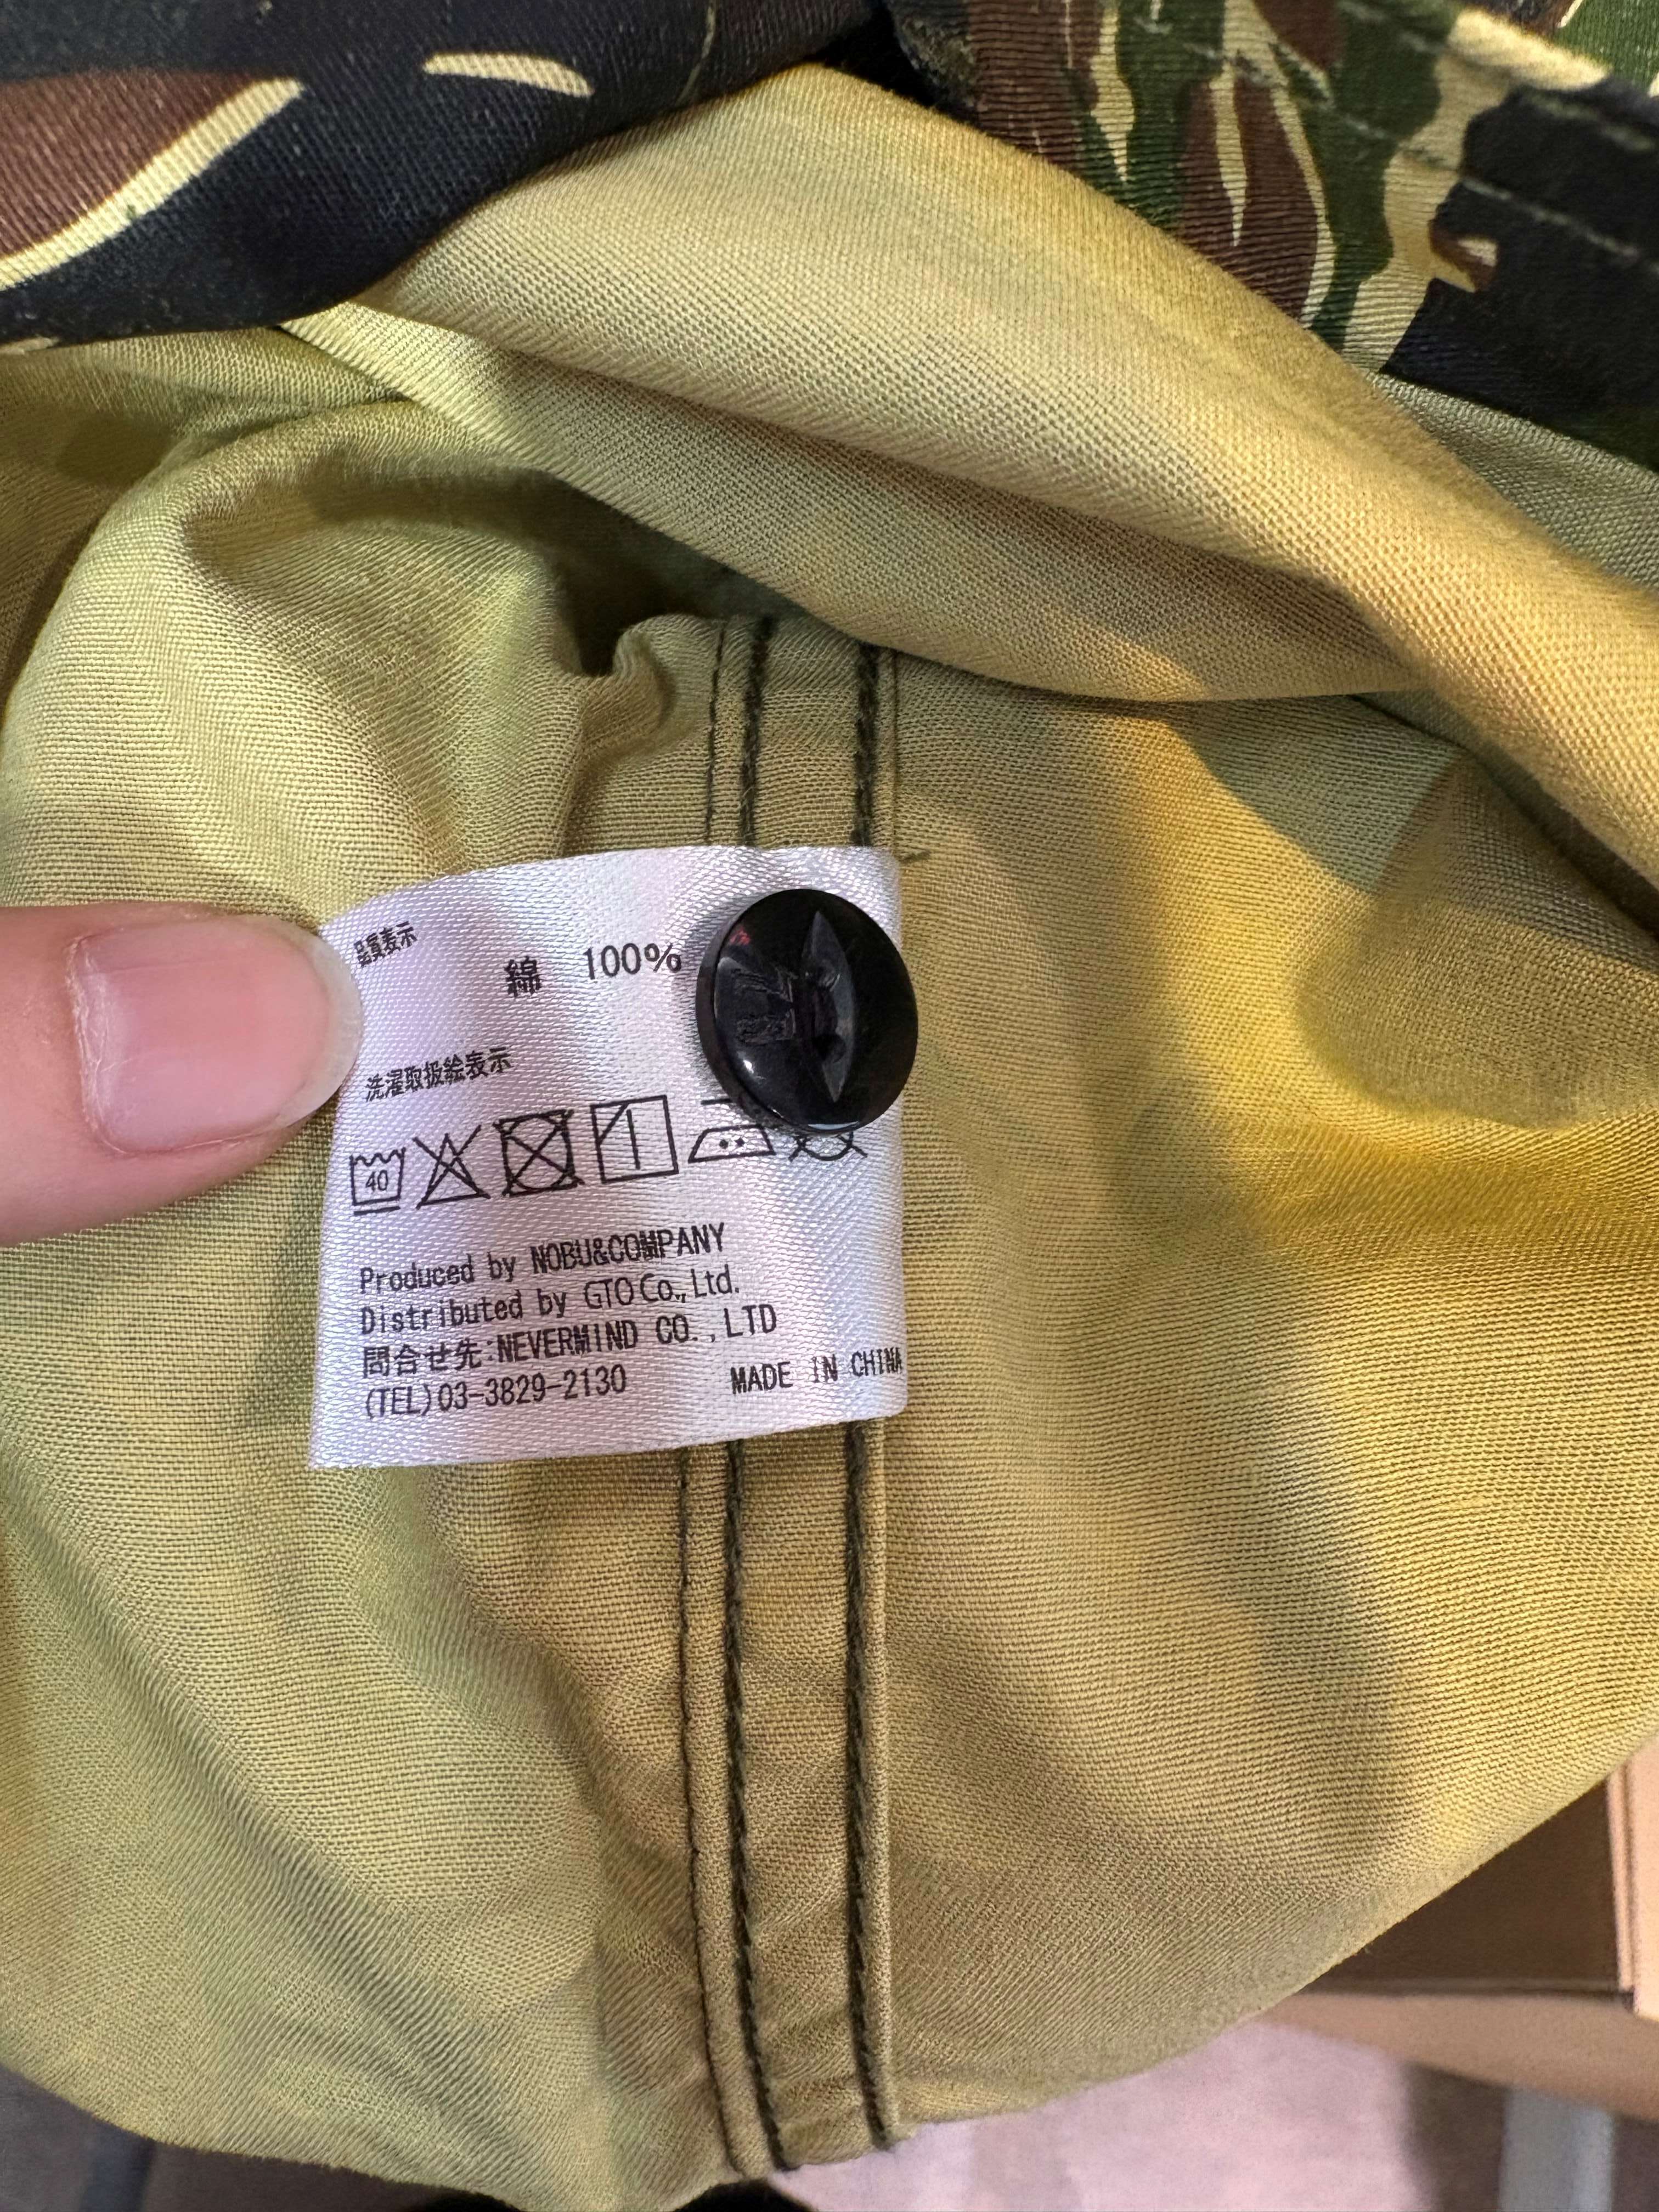 品質表示
綿 100%
洗濯取扱絵表示
40
Produced by NOBU&COMPANY
Distributed by GTO Co., Ltd.
問合せ先:NEVERMIND CO.,LTD
(TEL)03-3829-2130 MADE IN CHINA